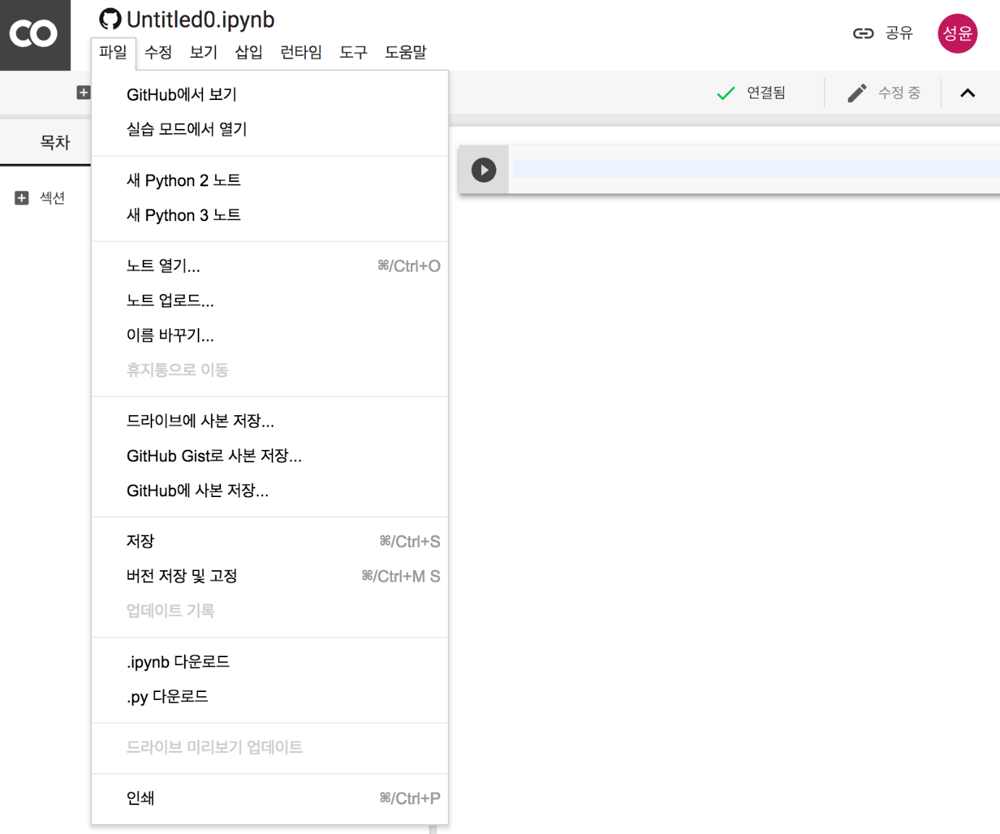 CO
Untitled0.ipynb
공유
성윤
파일 수정 보기 삽입 런타임 도구 도움말
연결됨
수정 중
목차
섹션
GitHub에서 보기
실습 모드에서 열기
새 Python 2 노트
새 Python 3 노트
노트 열기... ⌘/Ctrl+O
노트 업로드...
이름 바꾸기...
휴지통으로 이동
드라이브에 사본 저장...
GitHub Gist로 사본 저장...
GitHub에 사본 저장...
저장 ⌘/Ctrl+S
버전 저장 및 고정 ⌘/Ctrl+M S
업데이트 기록
.ipynb 다운로드
.py 다운로드
드라이브 미리보기 업데이트
인쇄 ⌘/Ctrl+P